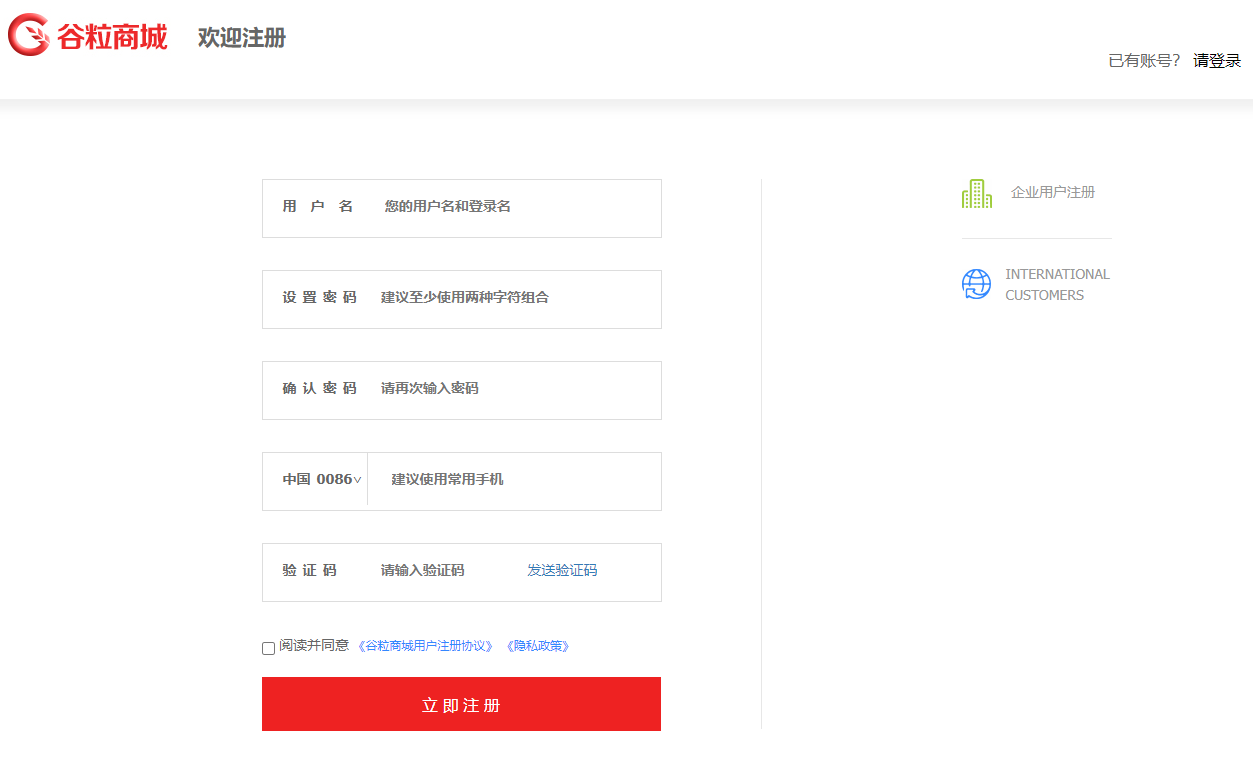 谷粒商城 欢迎注册
已有账号? 请登录
用 户 名 您的用户名和登录名
设 置 密 码 建议至少使用两种字符组合
确 认 密 码 请再次输入密码
中国 0086∨ 建议使用常用手机
验 证 码 请输入验证码 发送验证码
阅读并同意 《谷粒商城用户注册协议》 《隐私政策》
立 即 注 册
企业用户注册
INTERNATIONAL
CUSTOMERS